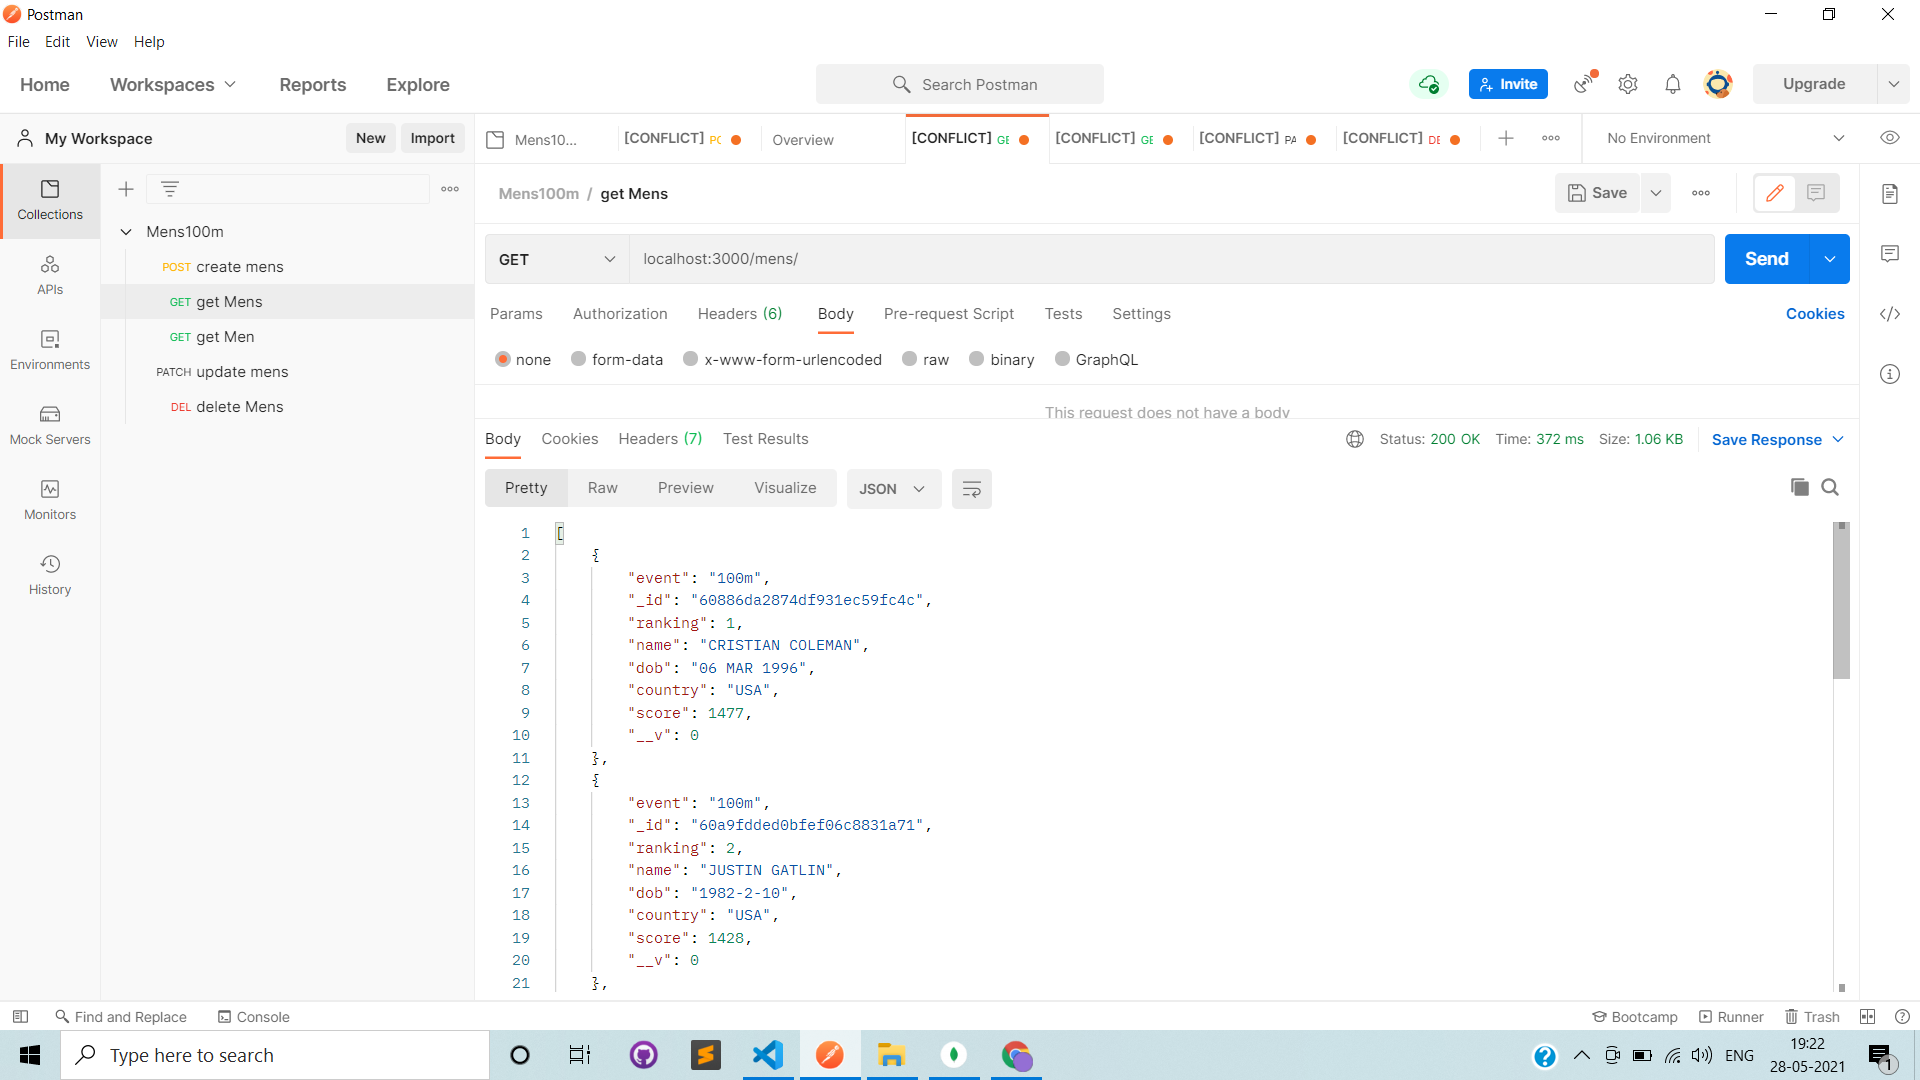 Postman
File Edit View Help
Home Workspaces Reports Explore Search Postman Invite Upgrade
My Workspace New Import Mens10... [CONFLICT] PC Overview [CONFLICT] GE [CONFLICT] GE [CONFLICT] PA [CONFLICT] DE No Environment
Collections
APIs
Environments
Mock Servers
Monitors
History
Mens100m
POST create mens
GET get Mens
GET get Men
PATCH update mens
DEL delete Mens
Mens100m / get Mens Save
GET localhost:3000/mens/ Send
Params Authorization Headers (6) Body Pre-request Script Tests Settings Cookies
none form-data x-www-form-urlencoded raw binary GraphQL
This request does not have a body
Body Cookies Headers (7) Test Results Status: 200 OK Time: 372 ms Size: 1.06 KB Save Response
Pretty Raw Preview Visualize JSON
1 [
2 {
3 "event": "100m",
4 "_id": "60886da2874df931ec59fc4c",
5 "ranking": 1,
6 "name": "CRISTIAN COLEMAN",
7 "dob": "06 MAR 1996",
8 "country": "USA",
9 "score": 1477,
10 "__v": 0
11 },
12 {
13 "event": "100m",
14 "_id": "60a9fdded0bfef06c8831a71",
15 "ranking": 2,
16 "name": "JUSTIN GATLIN",
17 "dob": "1982-2-10",
18 "country": "USA",
19 "score": 1428,
20 "__v": 0
21 },
Find and Replace Console Bootcamp Runner Trash
Type here to search ENG 19:22
28-05-2021 1